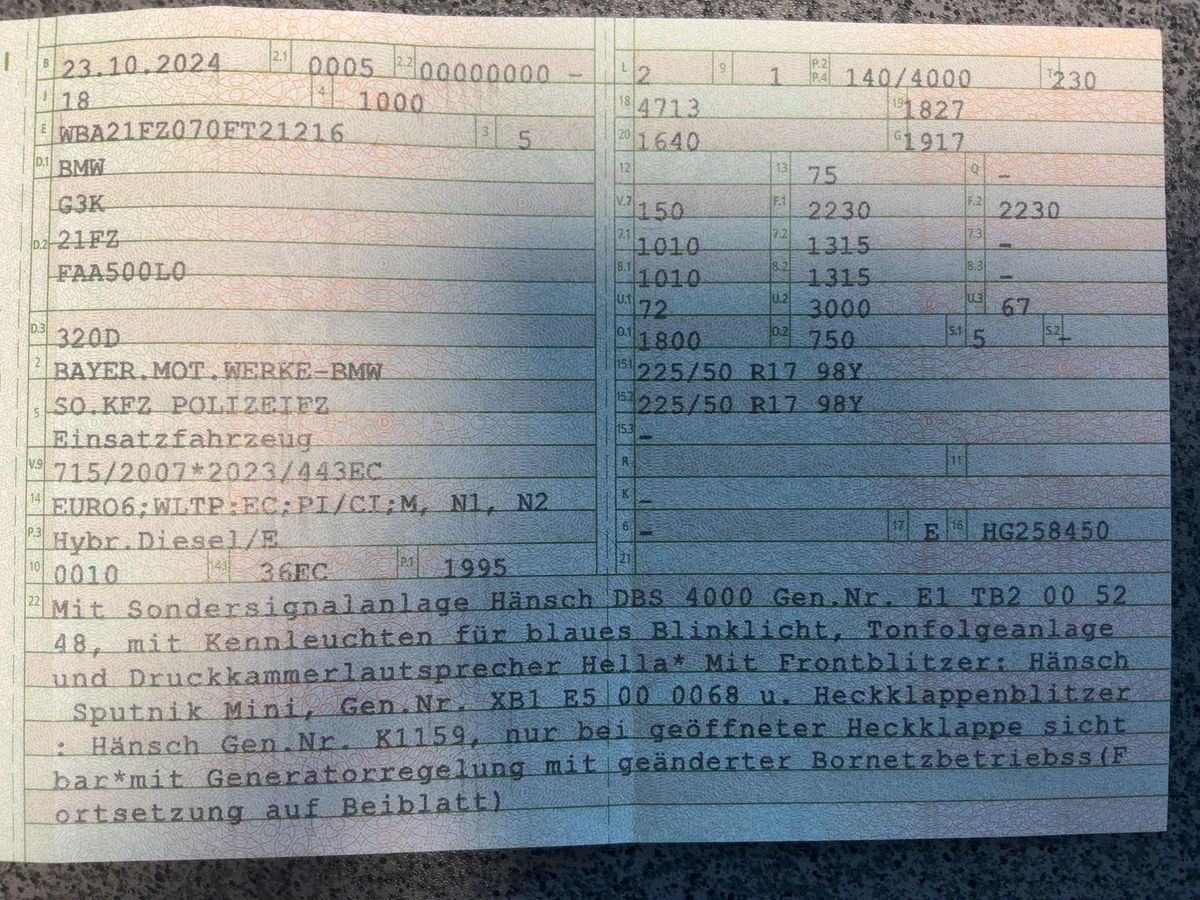 B 23.10.2024 2.1 0005 2.2 00000000 -
J 18 4 1000
E WBA21FZ070FT21216 3 5
D.1 BMW
G3K
D.2 21FZ
FAA500L0
D.3 320D
2 BAYER.MOT.WERKE-BMW
SO.KFZ POLIZEIFZ
5 Einsatzfahrzeug
V.9 715/2007*2023/443EC
14 EURO6;WLTP:EC;PI/CI;M, N1, N2
P.3 Hybr.Diesel/E
10 0010 14.1 36EC P.1 1995
L 2 9 1 P.2 P.4 140/4000 T 230
18 4713 19 1827
20 1640 G 1917
12 13 75 Q -
V.7 150 F.1 2230 F.2 2230
7.1 1010 7.2 1315 7.3 -
8.1 1010 8.2 1315 8.3 -
U.1 72 U.2 3000 U.3 67
O.1 1800 O.2 750 S.1 5 S.2 -
15.1 225/50 R17 98Y
15.2 225/50 R17 98Y
15.3 -
R 11
K -
6 - 17 E 16 HG258450
21
22 Mit Sondersignalanlage Hänsch DBS 4000 Gen.Nr. E1 TB2 00 52
48, mit Kennleuchten für blaues Blinklicht, Tonfolgeanlage
und Druckkammerlautsprecher Hella* Mit Frontblitzer: Hänsch
Sputnik Mini, Gen.Nr. XB1 E5 00 0068 u. Heckklappenblitzer
: Hänsch Gen.Nr. K1159, nur bei geöffneter Heckklappe sicht
bar*mit Generatorregelung mit geänderter Bornetzbetriebss(F
ortsetzung auf Beiblatt)